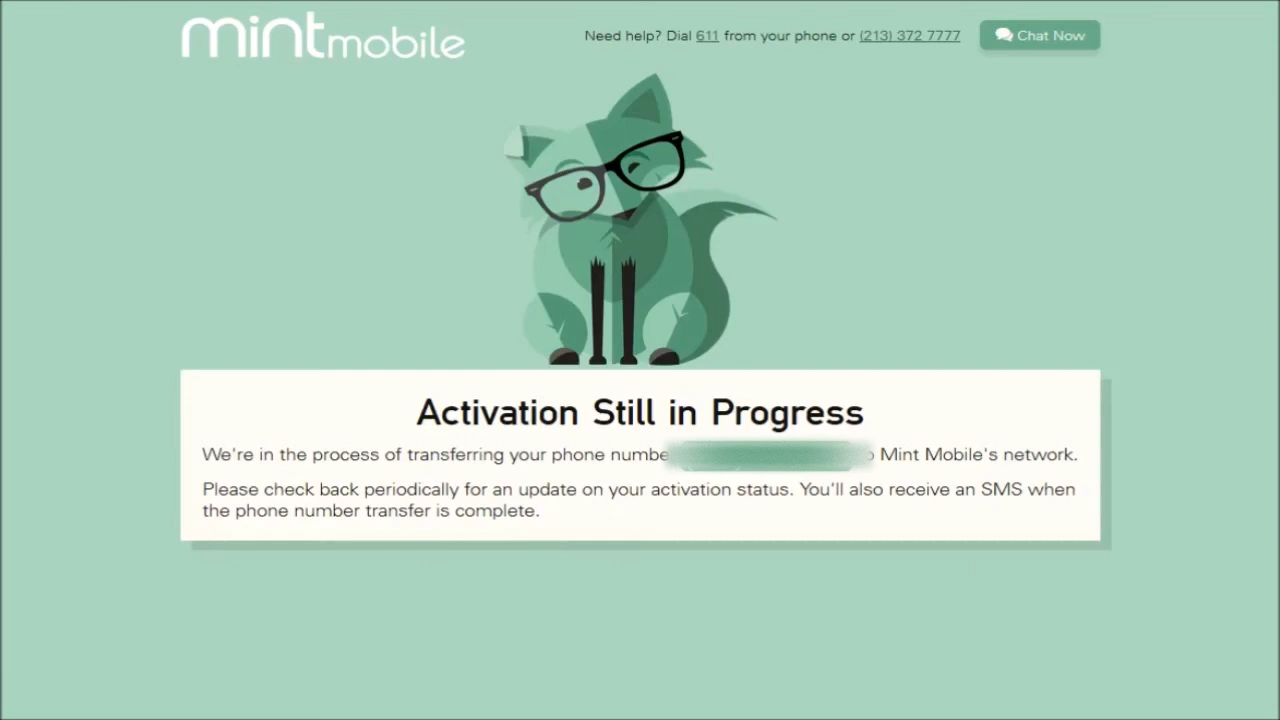 mintmobile
Need help? Dial 611 from your phone or (213) 372 7777
Chat Now
Activation Still in Progress
We're in the process of transferring your phone Mint Mobile's network.
Please check back periodically for an update on your activation status. You'll also receive an SMS when
the phone number transfer is complete.